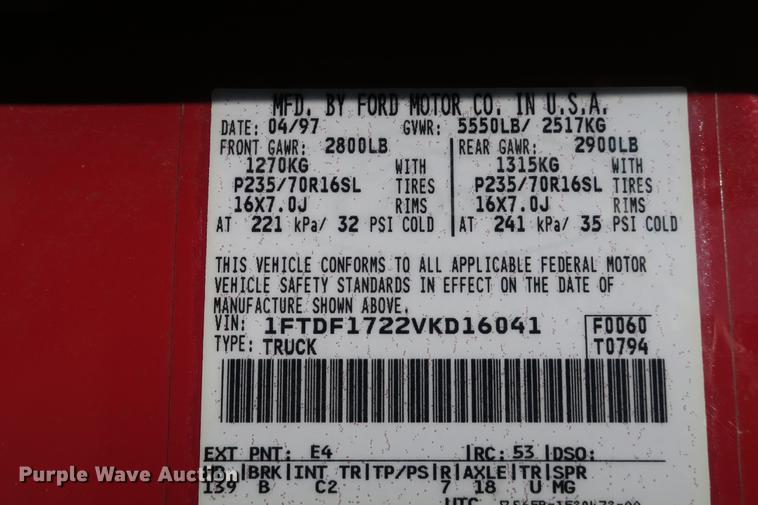 MFD. BY FORD MOTOR CO. IN U.S.A.
DATE: 04/97 GVWR: 5550LB/ 2517KG
FRONT GAWR: 2800LB REAR GAWR: 2900LB
1270KG WITH 1315KG WITH
P235/70R16SL TIRES P235/70R16SL TIRES
16X7.0J RIMS 16X7.0J RIMS
AT 221 kPa/ 32 PSI COLD AT 241 kPa/ 35 PSI COLD
THIS VEHICLE CONFORMS TO ALL APPLICABLE FEDERAL MOTOR
VEHICLE SAFETY STANDARDS IN EFFECT ON THE DATE OF
MANUFACTURE SHOWN ABOVE.
VIN: 1FTDF1722VKD16041 F0060
TYPE: TRUCK T0794
EXT PNT: E4 RC: 53 DSO:
BRK INT TR TP/PS R AXLE TR SPR
139 B C2 7 18 U MG
UTC
Purple Wave Auction